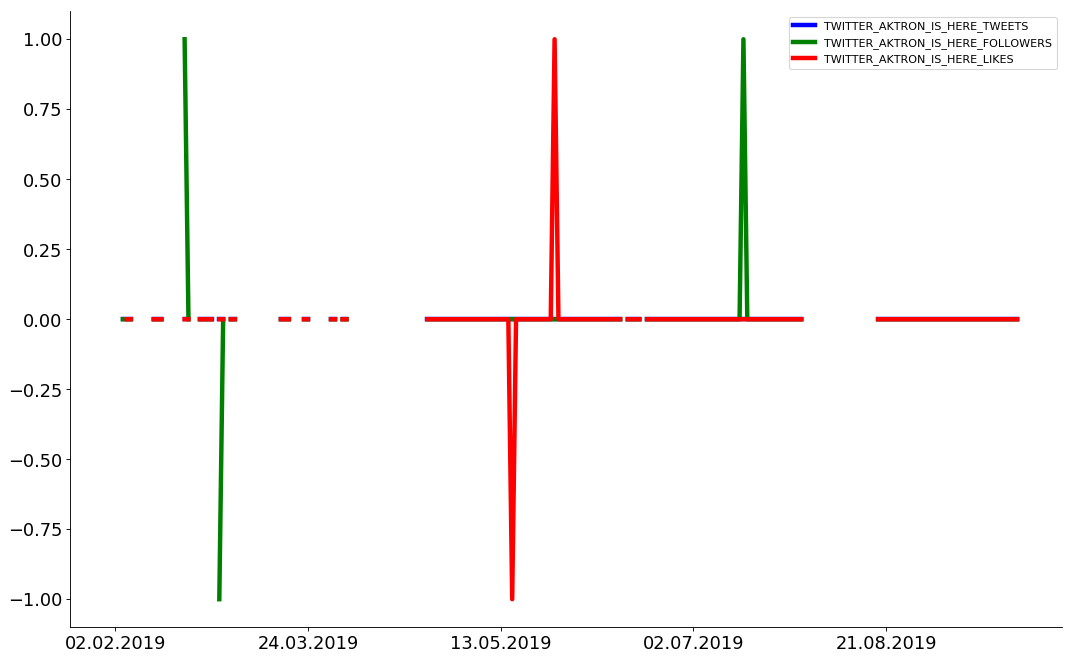 TWITTER_AKTRON_IS_HERE_TWEETS
TWITTER_AKTRON_IS_HERE_FOLLOWERS
TWITTER_AKTRON_IS_HERE_LIKES
1.00
0.75
0.50
0.25
0.00
−0.25
−0.50
−0.75
−1.00
02.02.2019 24.03.2019 13.05.2019 02.07.2019 21.08.2019